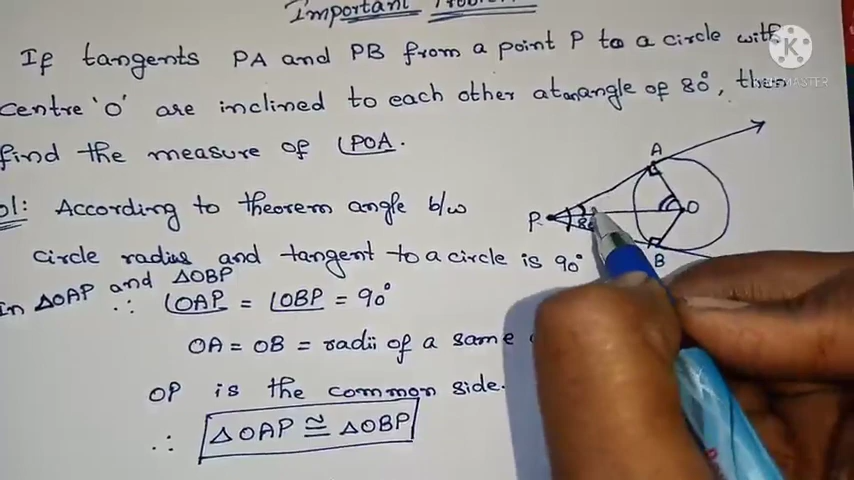 Important Problem
If tangents PA and PB from a point P to a circle with
centre 'O' are inclined to each other at an angle of 80°, then
find the measure of ∠POA.
Sol: According to theorem angle b/w
circle radius and tangent to a circle is 90°
in ΔOAP and ΔOBP
∴ ∠OAP = ∠OBP = 90°
OA = OB = radii of a same
OP is the common side.
∴ ΔOAP ≅ ΔOBP
A
P
O
B
K